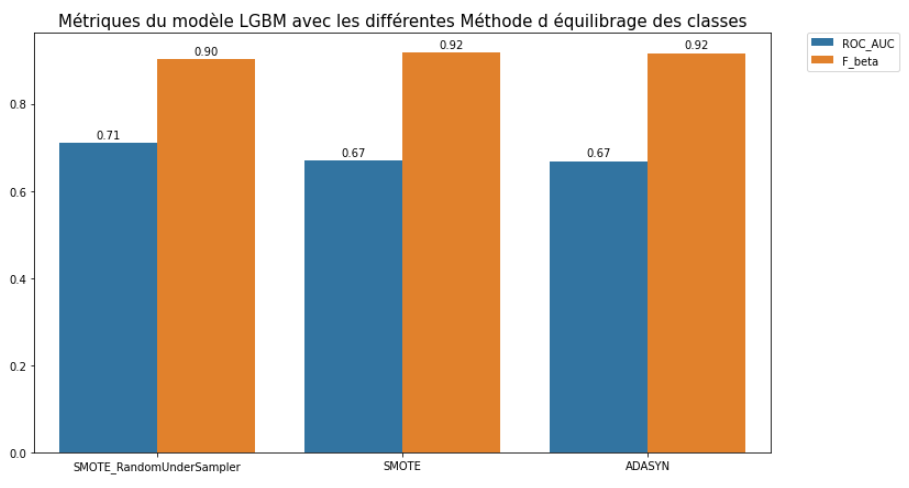 Métriques du modèle LGBM avec les différentes Méthode d équilibrage des classes
ROC_AUC
F_beta
0.90
0.92
0.92
0.71
0.67
0.67
0.8
0.6
0.4
0.2
0.0
SMOTE_RandomUnderSampler
SMOTE
ADASYN